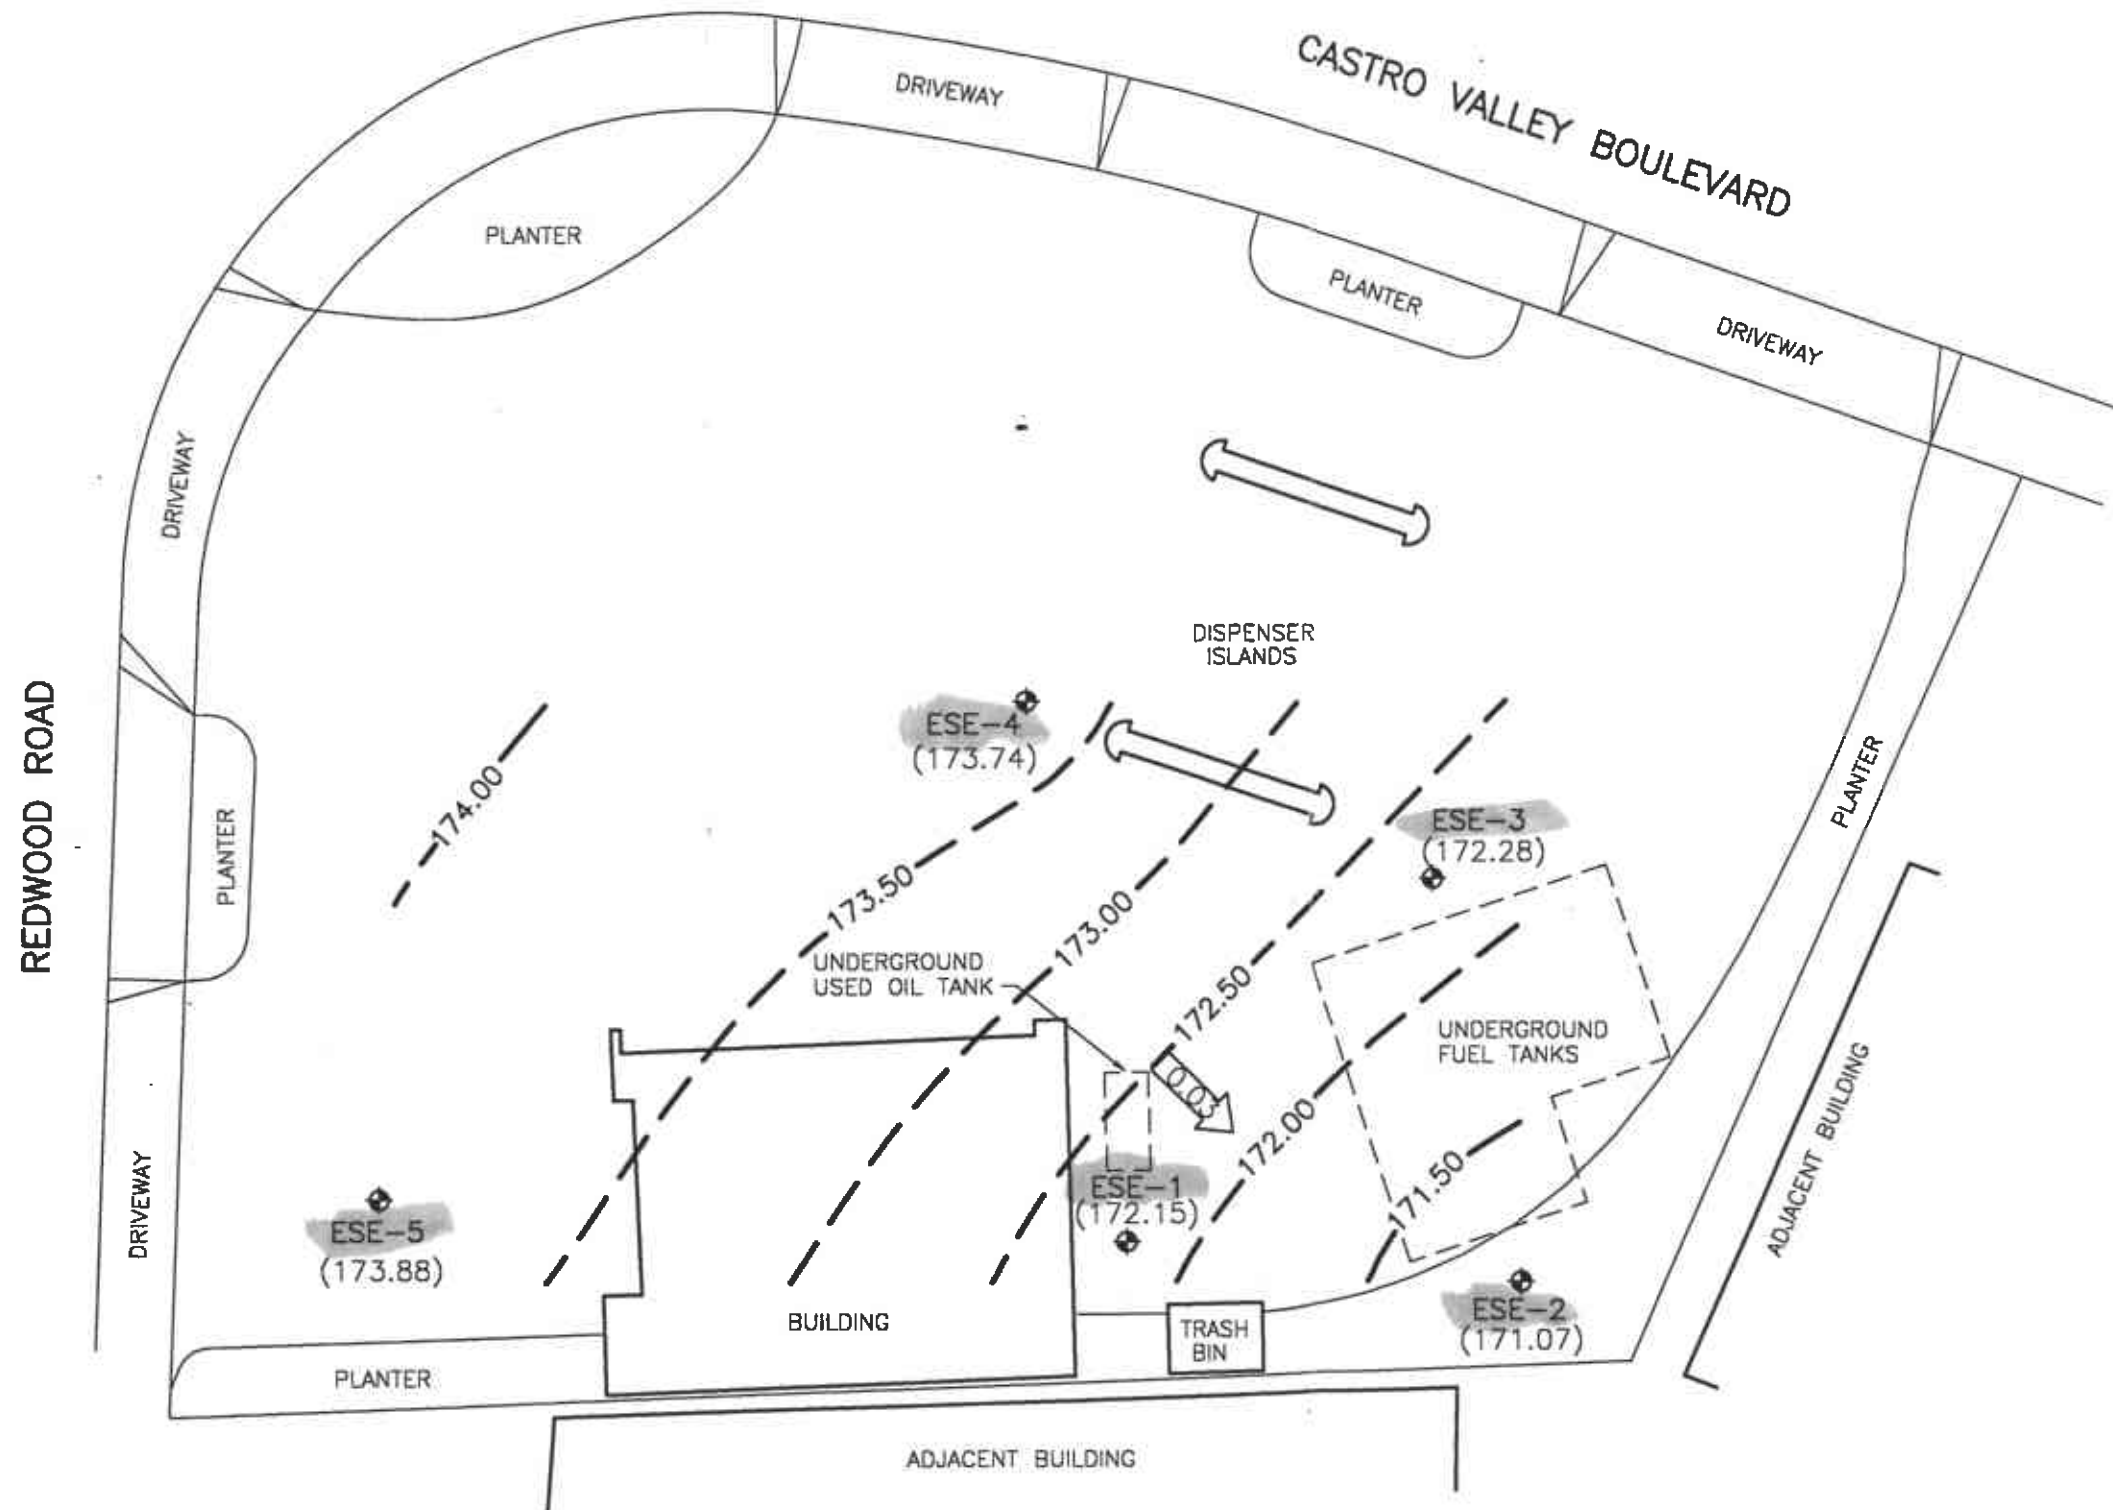 CASTRO VALLEY BOULEVARD
DRIVEWAY
PLANTER
PLANTER
DRIVEWAY
DRIVEWAY
DISPENSER
ISLANDS
REDWOOD ROAD
ESE-4
(173.74)
174.00
PLANTER
PLANTER
ESE-3
(172.28)
173.50
173.00
UNDERGROUND
USED OIL TANK
172.50
UNDERGROUND
FUEL TANKS
0.03
172.00
171.50
ADJACENT BUILDING
DRIVEWAY
ESE-1
(172.15)
ESE-5
(173.88)
ESE-2
(171.07)
BUILDING
TRASH
BIN
PLANTER
ADJACENT BUILDING